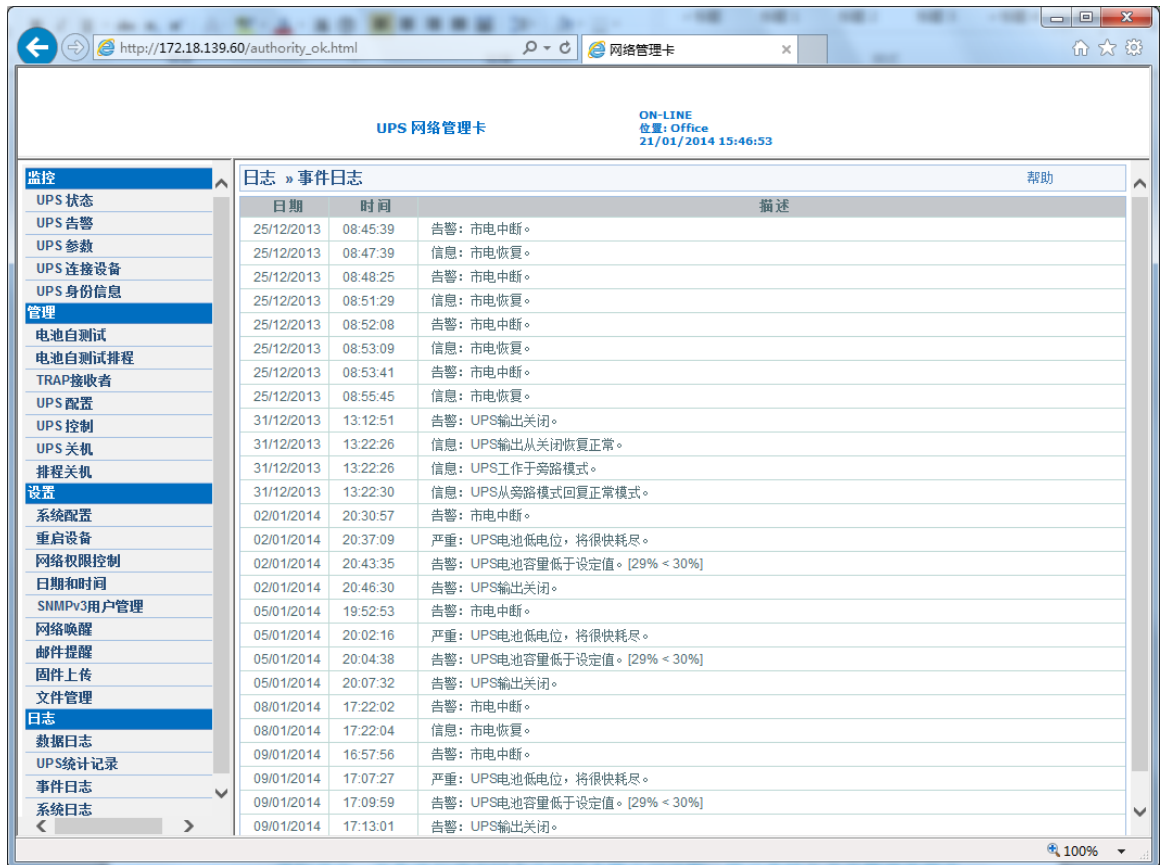 http://172.18.139.60/authority_ok.html
网络管理卡
UPS 网络管理卡
ON-LINE
位置: Office
21/01/2014 15:46:53
监控
UPS 状态
UPS 告警
UPS 参数
UPS 连接设备
UPS 身份信息
管理
电池自测试
电池自测试排程
TRAP接收者
UPS 配置
UPS 控制
UPS 关机
排程关机
设置
系统配置
重启设备
网络权限控制
日期和时间
SNMPv3用户管理
网络唤醒
邮件提醒
固件上传
文件管理
日志
数据日志
UPS统计记录
事件日志
系统日志
日志 » 事件日志 帮助
日期 时间 描述
25/12/2013 08:45:39 告警: 市电中断。
25/12/2013 08:47:39 信息: 市电恢复。
25/12/2013 08:48:25 告警: 市电中断。
25/12/2013 08:51:29 信息: 市电恢复。
25/12/2013 08:52:08 告警: 市电中断。
25/12/2013 08:53:09 信息: 市电恢复。
25/12/2013 08:53:41 告警: 市电中断。
25/12/2013 08:55:45 信息: 市电恢复。
31/12/2013 13:12:51 告警: UPS输出关闭。
31/12/2013 13:22:26 信息: UPS输出从关闭恢复正常。
31/12/2013 13:22:26 信息: UPS工作于旁路模式。
31/12/2013 13:22:30 信息: UPS从旁路模式回复正常模式。
02/01/2014 20:30:57 告警: 市电中断。
02/01/2014 20:37:09 严重: UPS电池低电位，将很快耗尽。
02/01/2014 20:43:35 告警: UPS电池容量低于设定值。[29% < 30%]
02/01/2014 20:46:30 告警: UPS输出关闭。
05/01/2014 19:52:53 告警: 市电中断。
05/01/2014 20:02:16 严重: UPS电池低电位，将很快耗尽。
05/01/2014 20:04:38 告警: UPS电池容量低于设定值。[29% < 30%]
05/01/2014 20:07:32 告警: UPS输出关闭。
08/01/2014 17:22:02 告警: 市电中断。
08/01/2014 17:22:04 信息: 市电恢复。
09/01/2014 16:57:56 告警: 市电中断。
09/01/2014 17:07:27 严重: UPS电池低电位，将很快耗尽。
09/01/2014 17:09:59 告警: UPS电池容量低于设定值。[29% < 30%]
09/01/2014 17:13:01 告警: UPS输出关闭。
100%